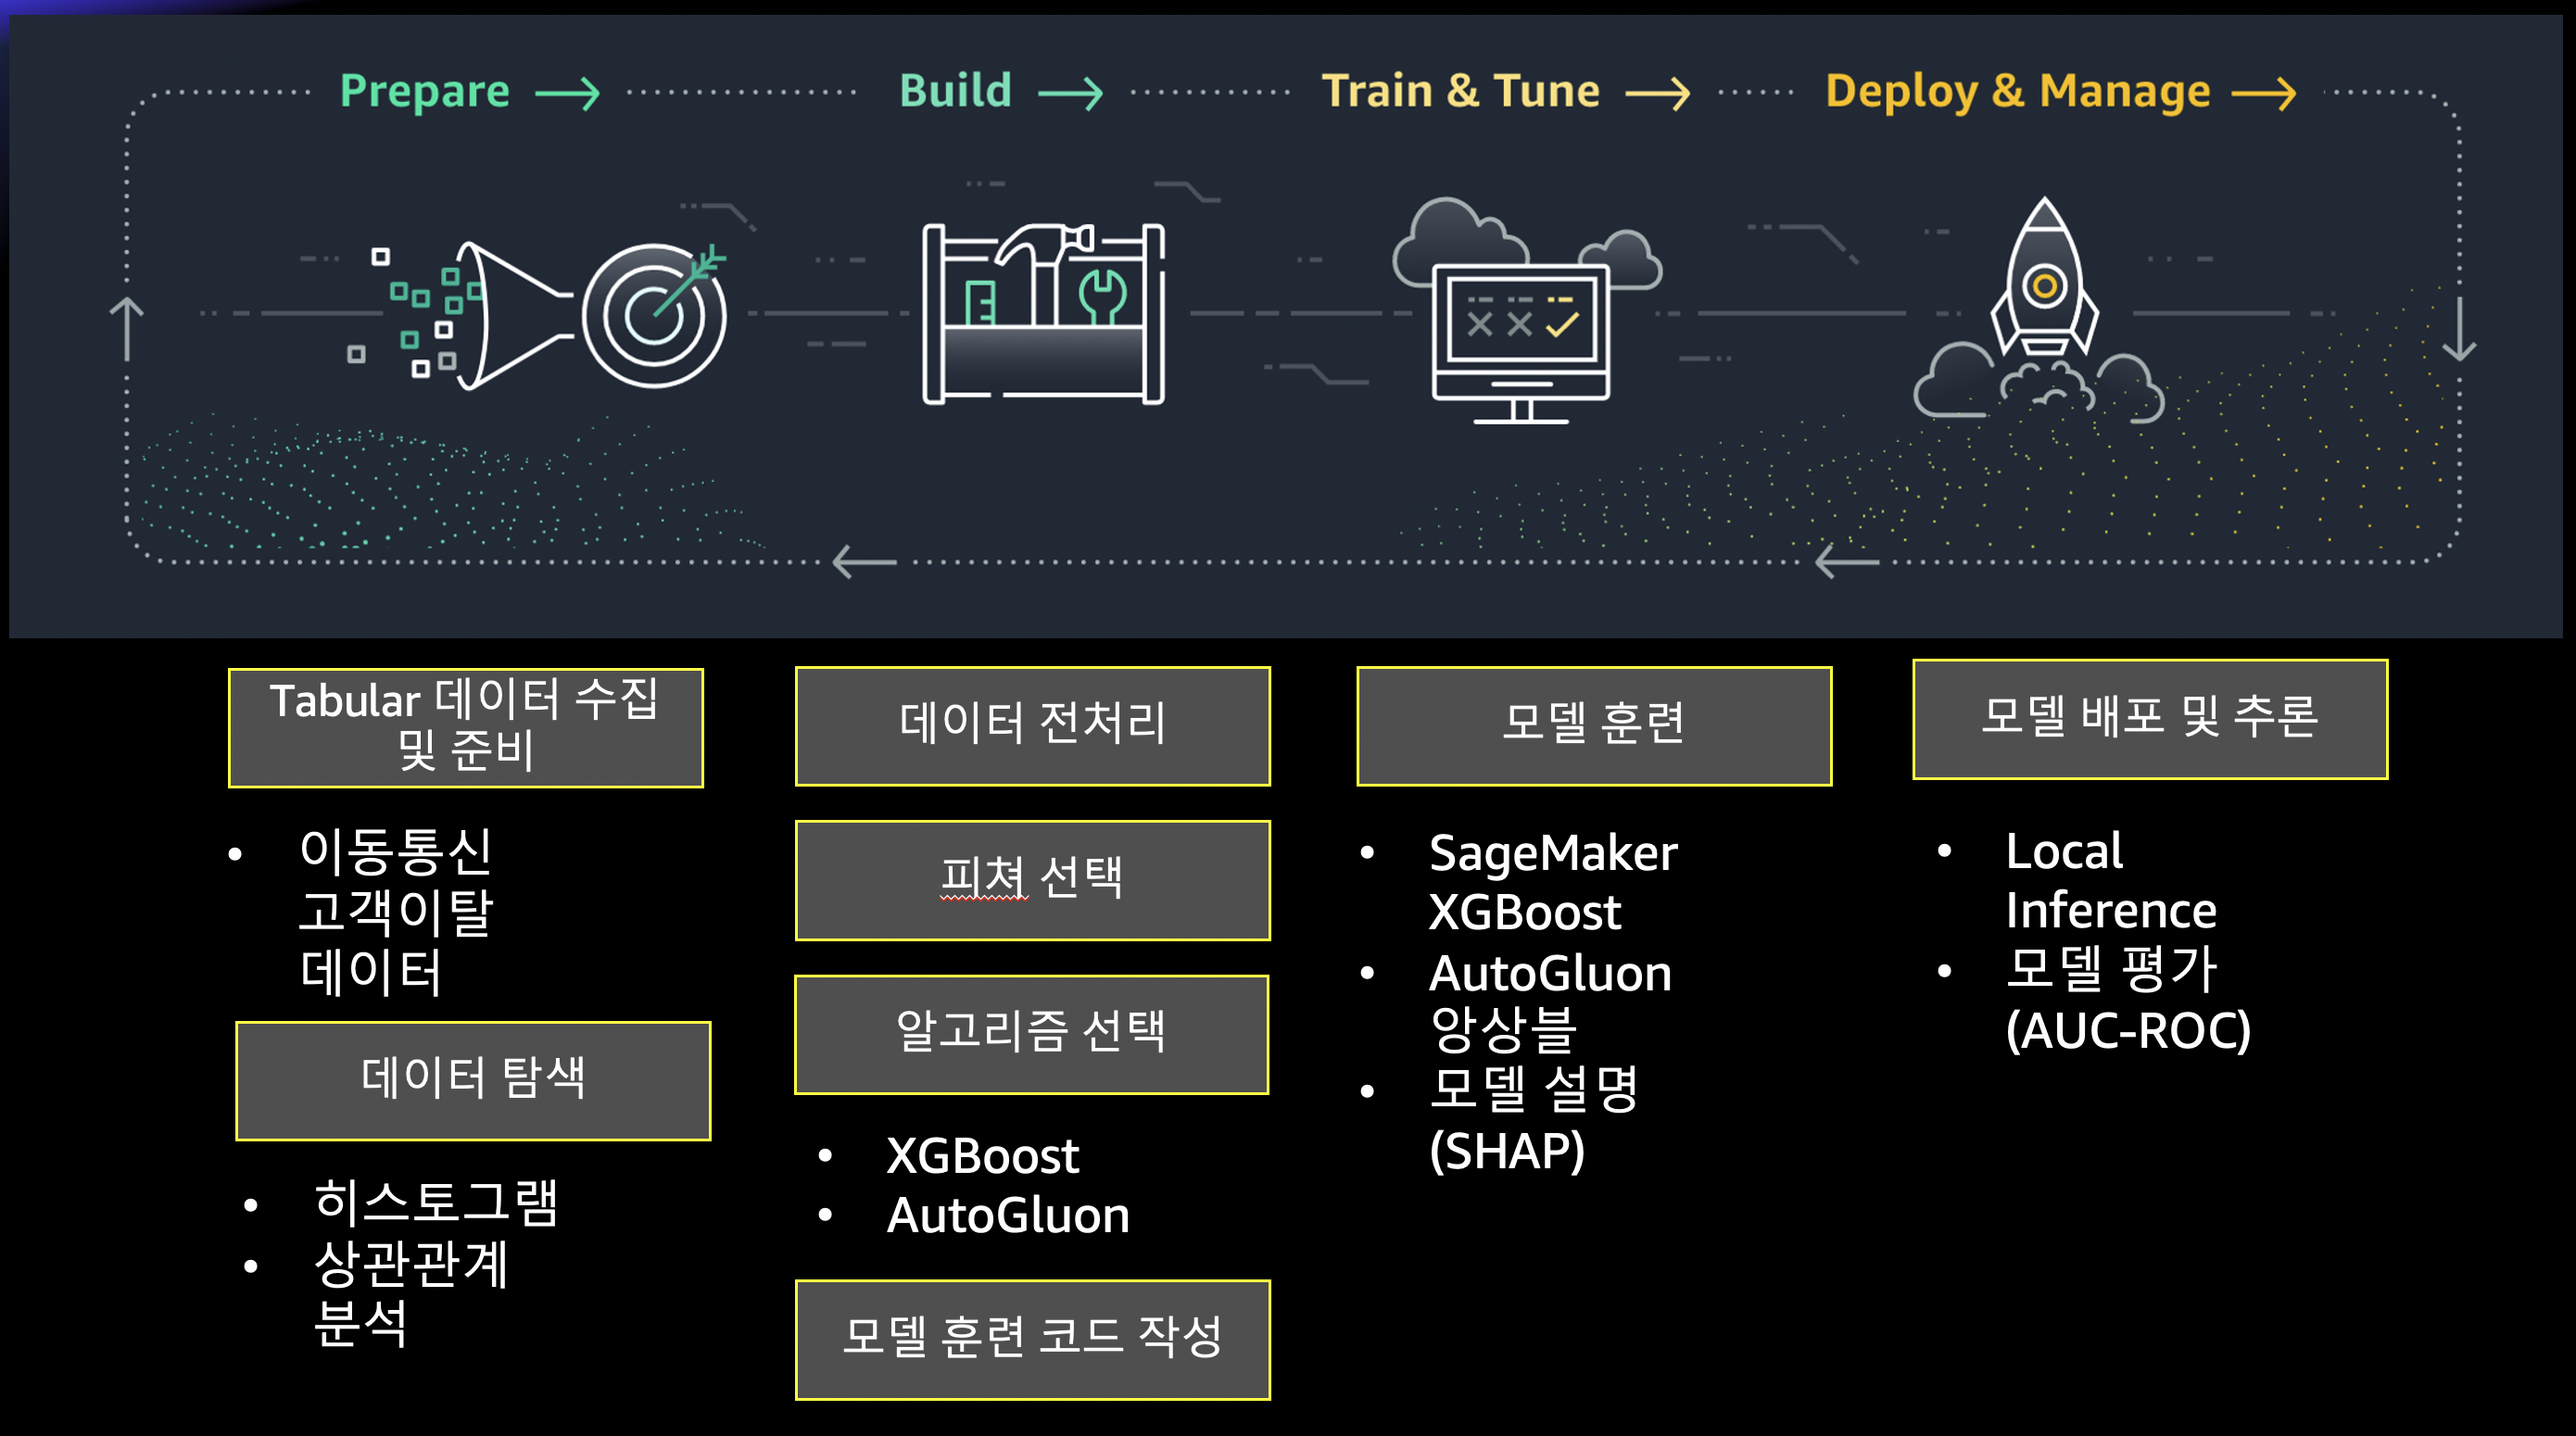 Prepare
Build
Train & Tune
Deploy & Manage
Tabular 데이터 수집
및 준비
• 이동통신
고객이탈
데이터
데이터 탐색
• 히스토그램
• 상관관계
분석
데이터 전처리
피쳐 선택
알고리즘 선택
• XGBoost
• AutoGluon
모델 훈련 코드 작성
모델 훈련
• SageMaker
XGBoost
• AutoGluon
앙상블
• 모델 설명
(SHAP)
모델 배포 및 추론
• Local
Inference
• 모델 평가
(AUC-ROC)